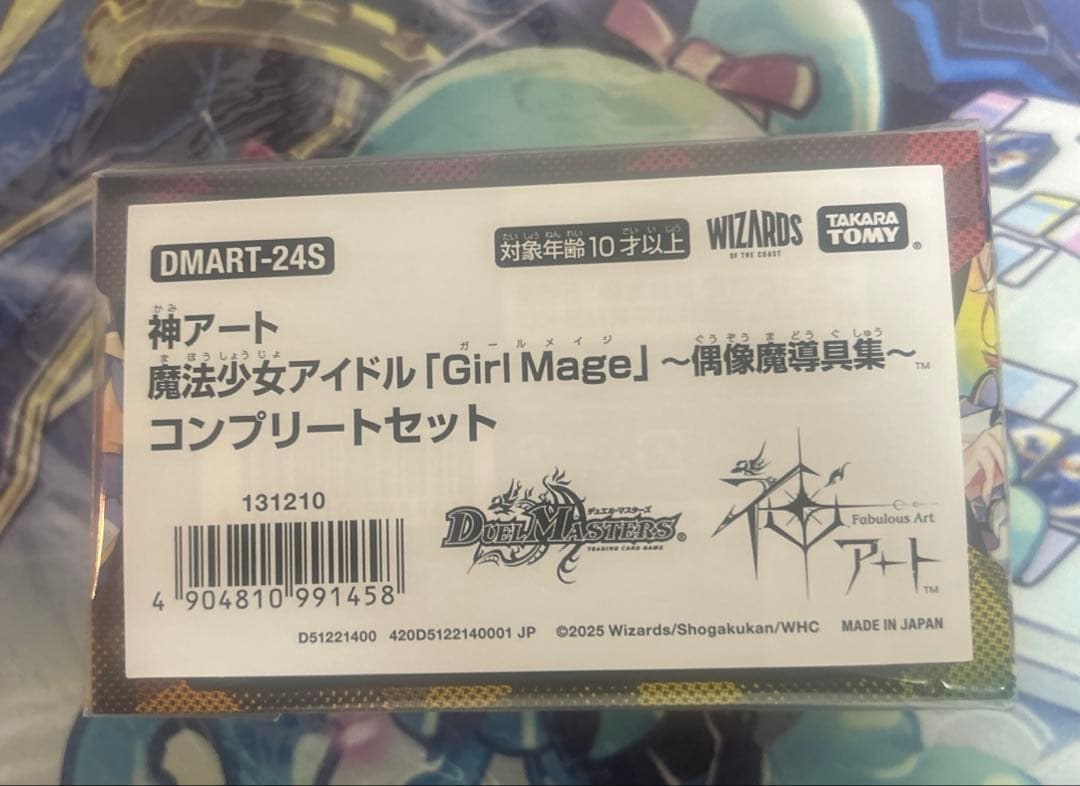 DMART-24S
たいしょうねんれい さいいじょう
対象年齢10才以上
WIZARDS
OF THE COAST
TAKARA
TOMY
®
かみ
神アート
まほうしょうじょ ガールメイジ ぐうぞうまどうぐしゅう
魔法少女アイドル「Girl Mage」~偶像魔導具集~™
コンプリートセット
131210
4 904810 991458
デュエル・マスターズ
DUEL MASTERS®
TRADING CARD GAME
神
Fabulous Art
アート™
D51221400 420D5122140001 JP ©2025 Wizards/Shogakukan/WHC MADE IN JAPAN